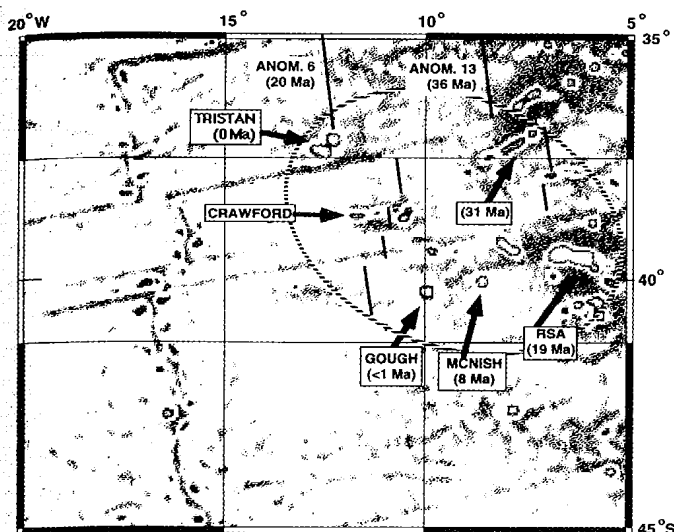 20°W
15°
10°
5°
35°
ANOM. 6
(20 Ma)
ANOM. 13
(36 Ma)
TRISTAN
(0 Ma)
(31 Ma)
CRAWFORD
40°
RSA
(19 Ma)
GOUGH
(<1 Ma)
MCNISH
(8 Ma)
45°S